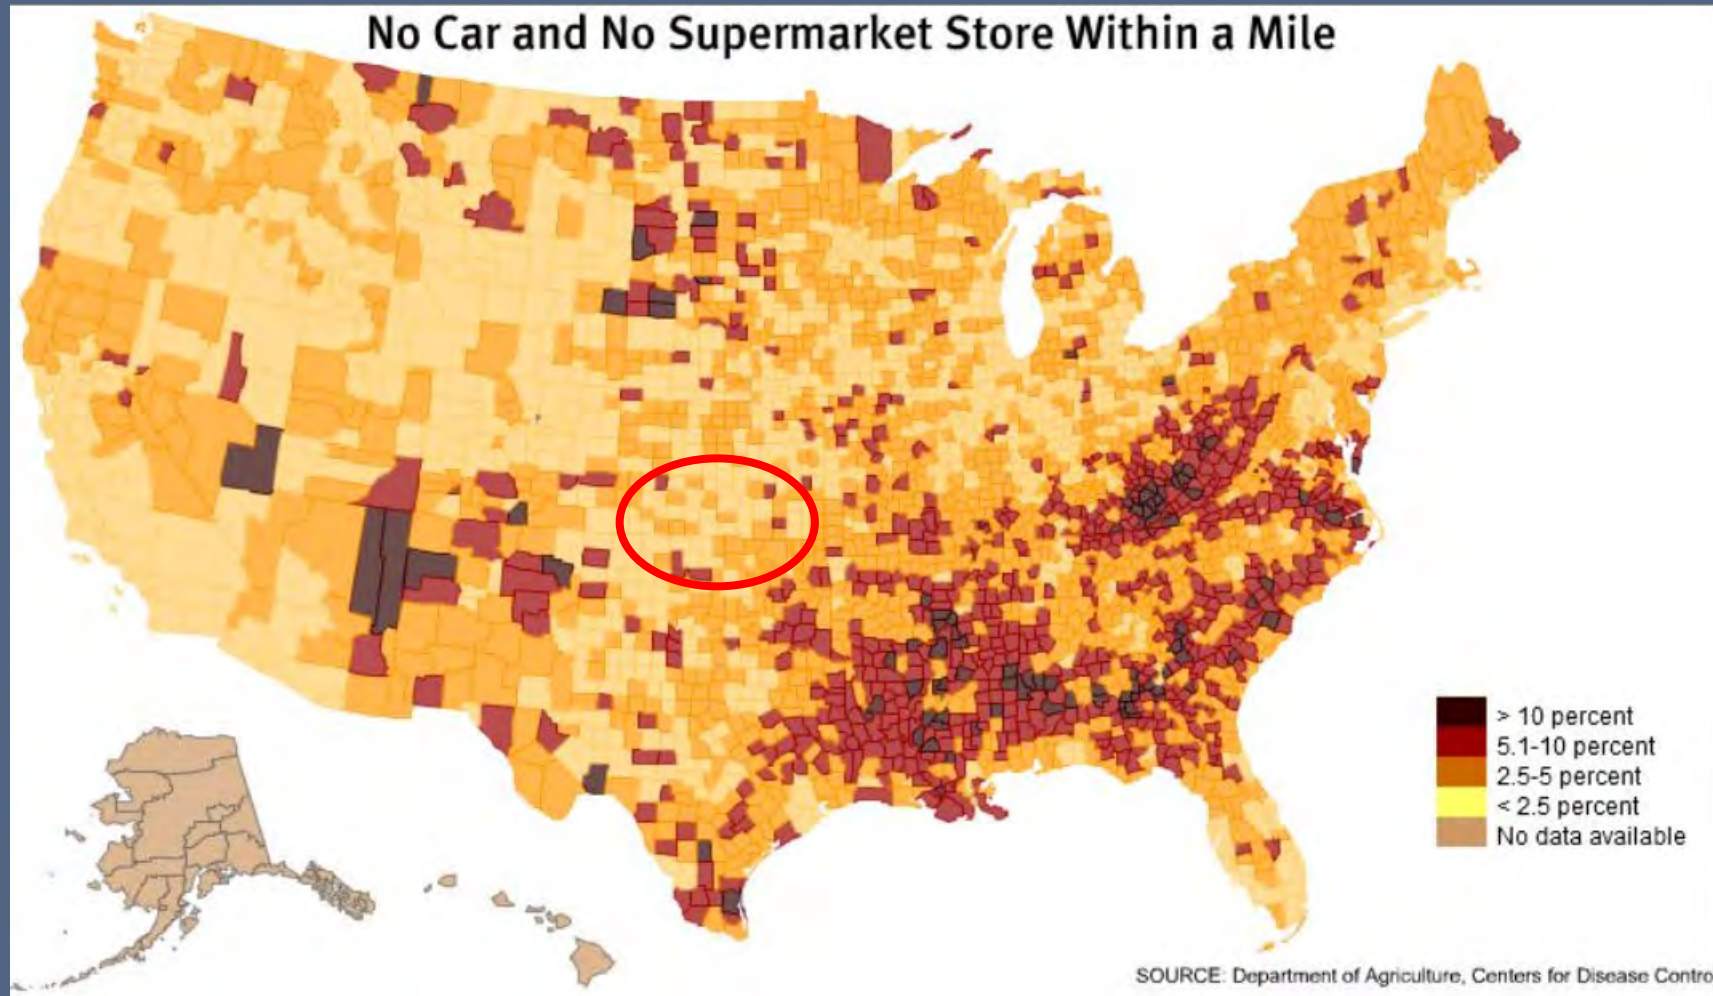 No Car and No Supermarket Store Within a Mile
> 10 percent
5.1-10 percent
2.5-5 percent
< 2.5 percent
No data available
SOURCE: Department of Agriculture, Centers for Disease Contro